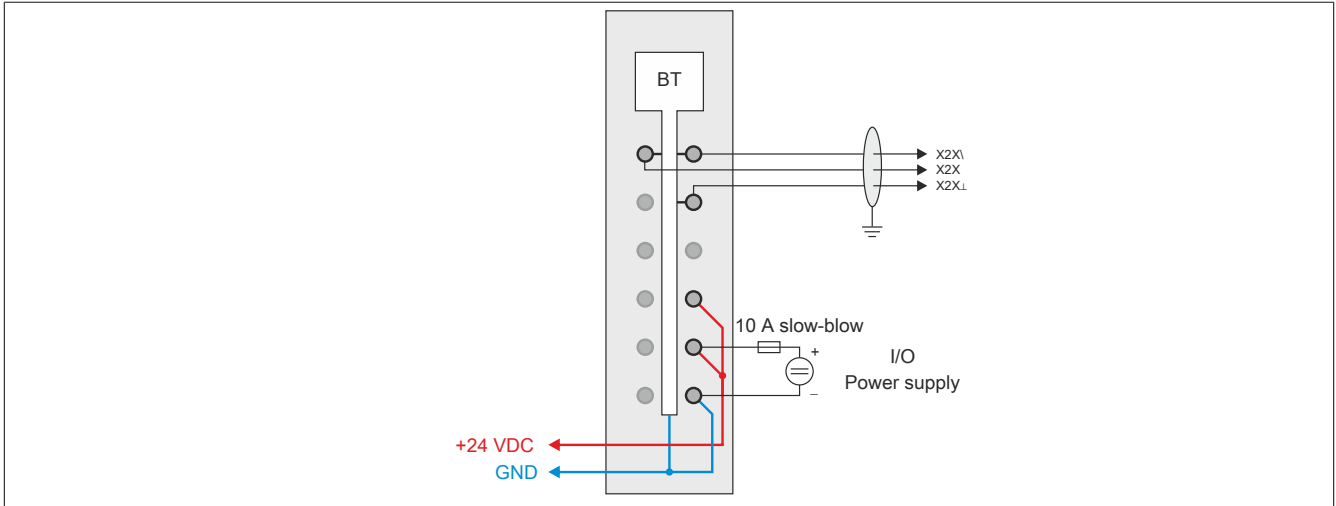 BT
X2X\
X2X
X2X⊥
10 A slow-blow
+
I/O
Power supply
–
+24 VDC
GND